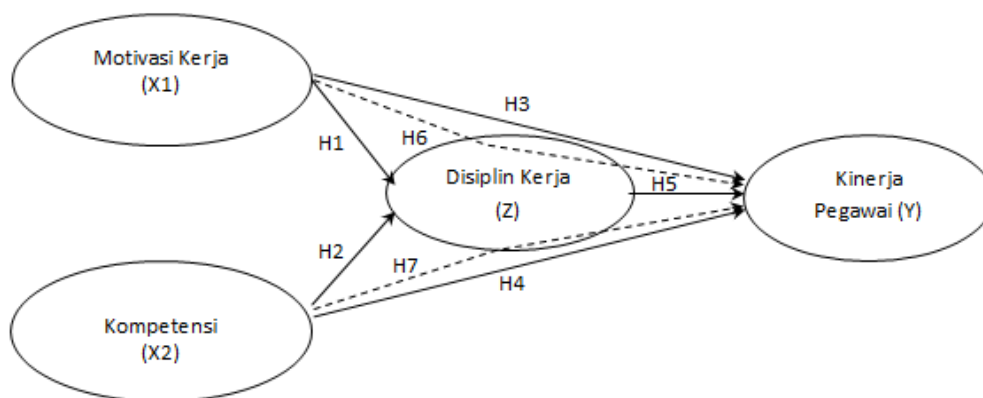 Motivasi Kerja
(X1)
H3
H1
H6
Disiplin Kerja
(Z)
H5
Kinerja
Pegawai (Y)
H2
H7
H4
Kompetensi
(X2)